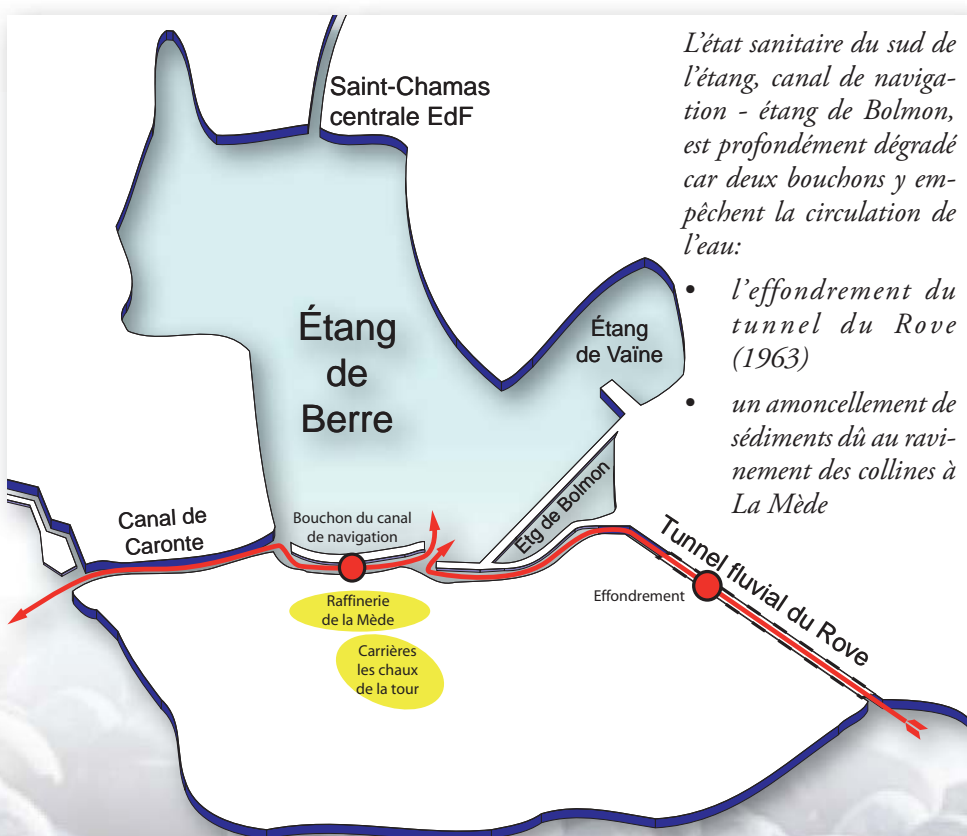 Saint-Chamas
centrale EdF
L'état sanitaire du sud de
l'étang, canal de naviga-
tion - étang de Bolmon,
est profondément dégradé
car deux bouchons y em-
pêchent la circulation de
l'eau:
• l'effondrement du
tunnel du Rove
(1963)
• un amoncellement de
sédiments dû au ravi-
nement des collines à
La Mède
Étang
de
Berre
Étang
de Vaïne
Etg de Bolmon
Canal de
Caronte
Bouchon du canal
de navigation
Raffinerie
de la Mède
Carrières
les chaux
de la tour
Effondrement
Tunnel fluvial du Rove